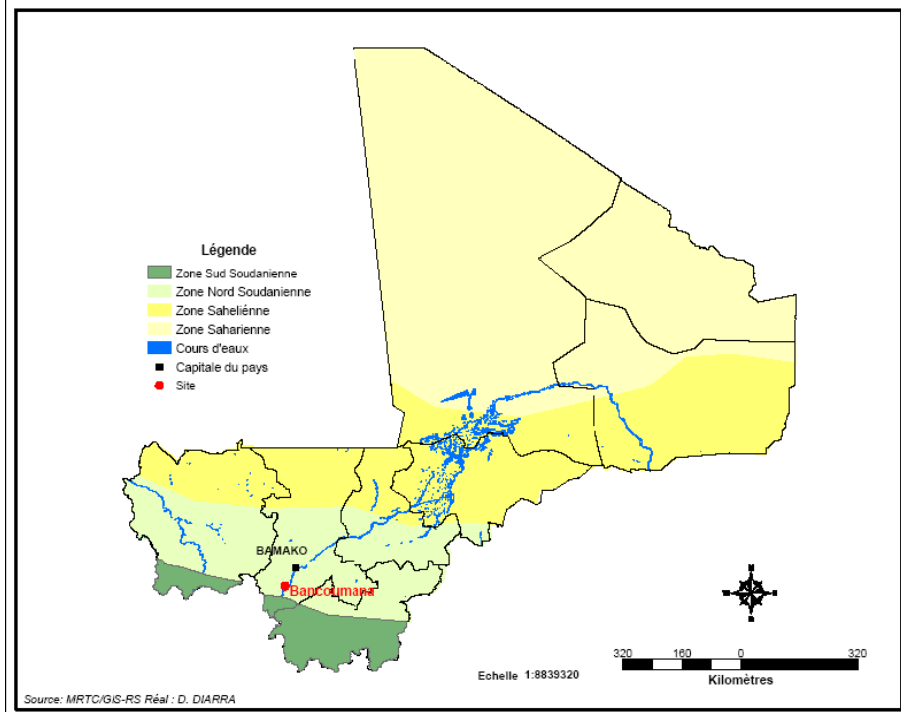 Légende
Zone Sud Soudanienne
Zone Nord Soudanienne
Zone Saheliénne
Zone Saharienne
Cours d'eaux
Capitale du pays
Site
BAMAKO
Bancoumana
N
320 160 0 320
Kilomètres
Echelle 1:8839320
Source: MRTC/GIS-RS Réal : D. DIARRA